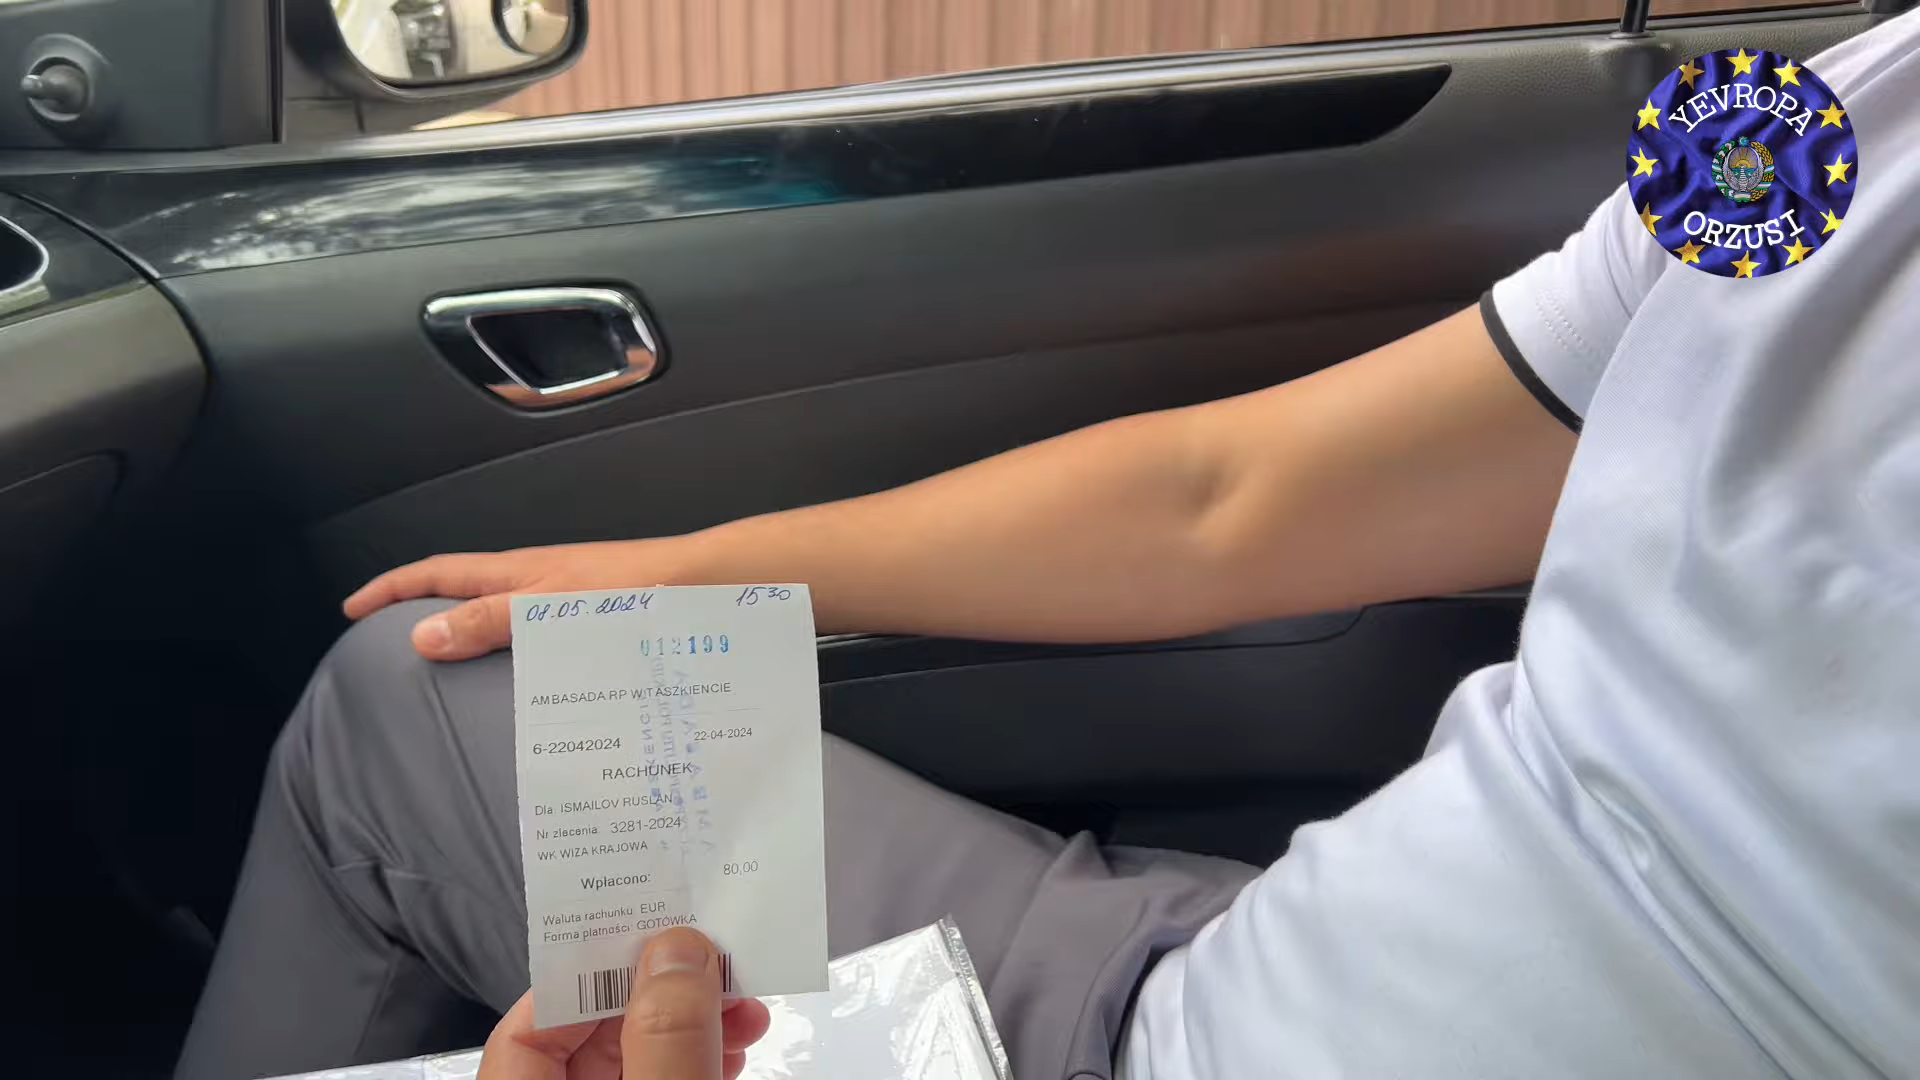 YEVROPA
ORZUSI
08.05.2024 15 30
012199
AMBASADA RP W TASZKIENCIE
6-22042024 22-04-2024
RACHUNEK
Dla: ISMAILOV RUSLAN
Nr zlecenia: 3281-2024
WK WIZA KRAJOWA
Wpłacono: 80,00
Waluta rachunku: EUR
Forma płatności: GOTÓWKA